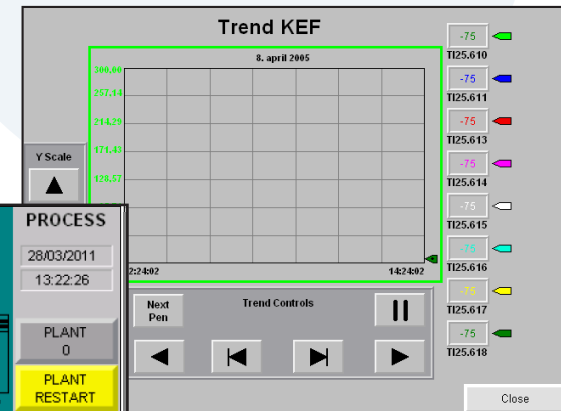 Trend KEF
8. april 2005
300.00
257.14
214.29
171.43
128.57
2:24:02
14:24:02
Y Scale
-75
TI25.610
-75
TI25.611
-75
TI25.613
-75
TI25.614
-75
TI25.615
-75
TI25.616
-75
TI25.617
-75
TI25.618
Next
Pen
Trend Controls
Close
PROCESS
28/03/2011
13:22:26
PLANT
0
PLANT
RESTART